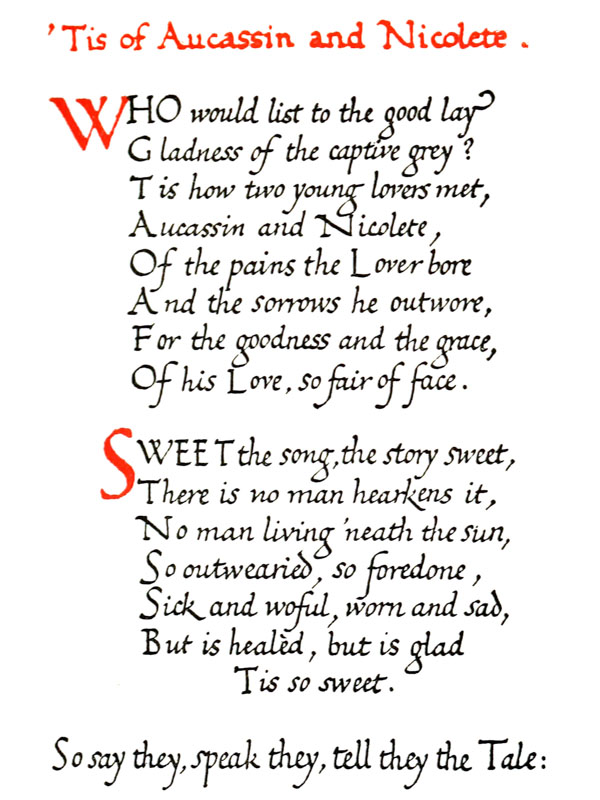 'Tis of Aucassin and Nicolete .
WHO would list to the good lay
Gladness of the captive grey ?
Tis how two young lovers met,
Aucassin and Nicolete ,
Of the pains the Lover bore
And the sorrows he outwore,
For the goodness and the grace,
Of his Love, so fair of face .
SWEET the song, the story sweet,
There is no man hearkens it,
No man living 'neath the sun,
So outwearied, so foredone ,
Sick and woful, worn and sad,
But is healèd, but is glad
Tis so sweet .
So say they, speak they, tell they the Tale :